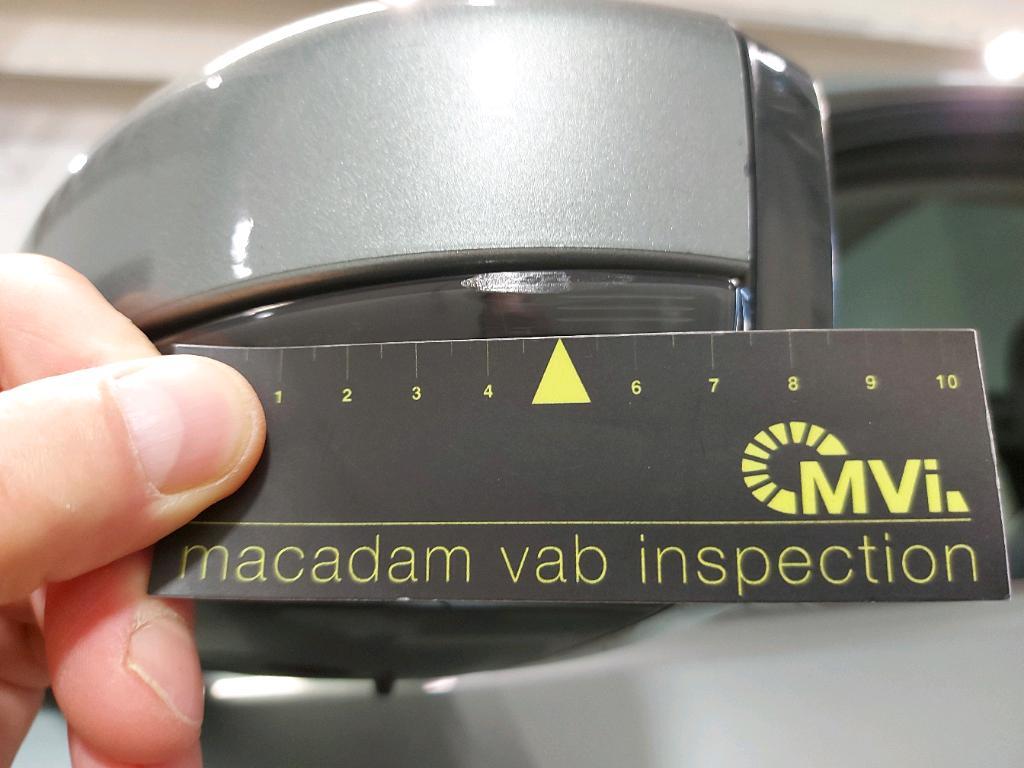 1 2 3 4 6 7 8 9 10
MVi.
macadam vab inspection